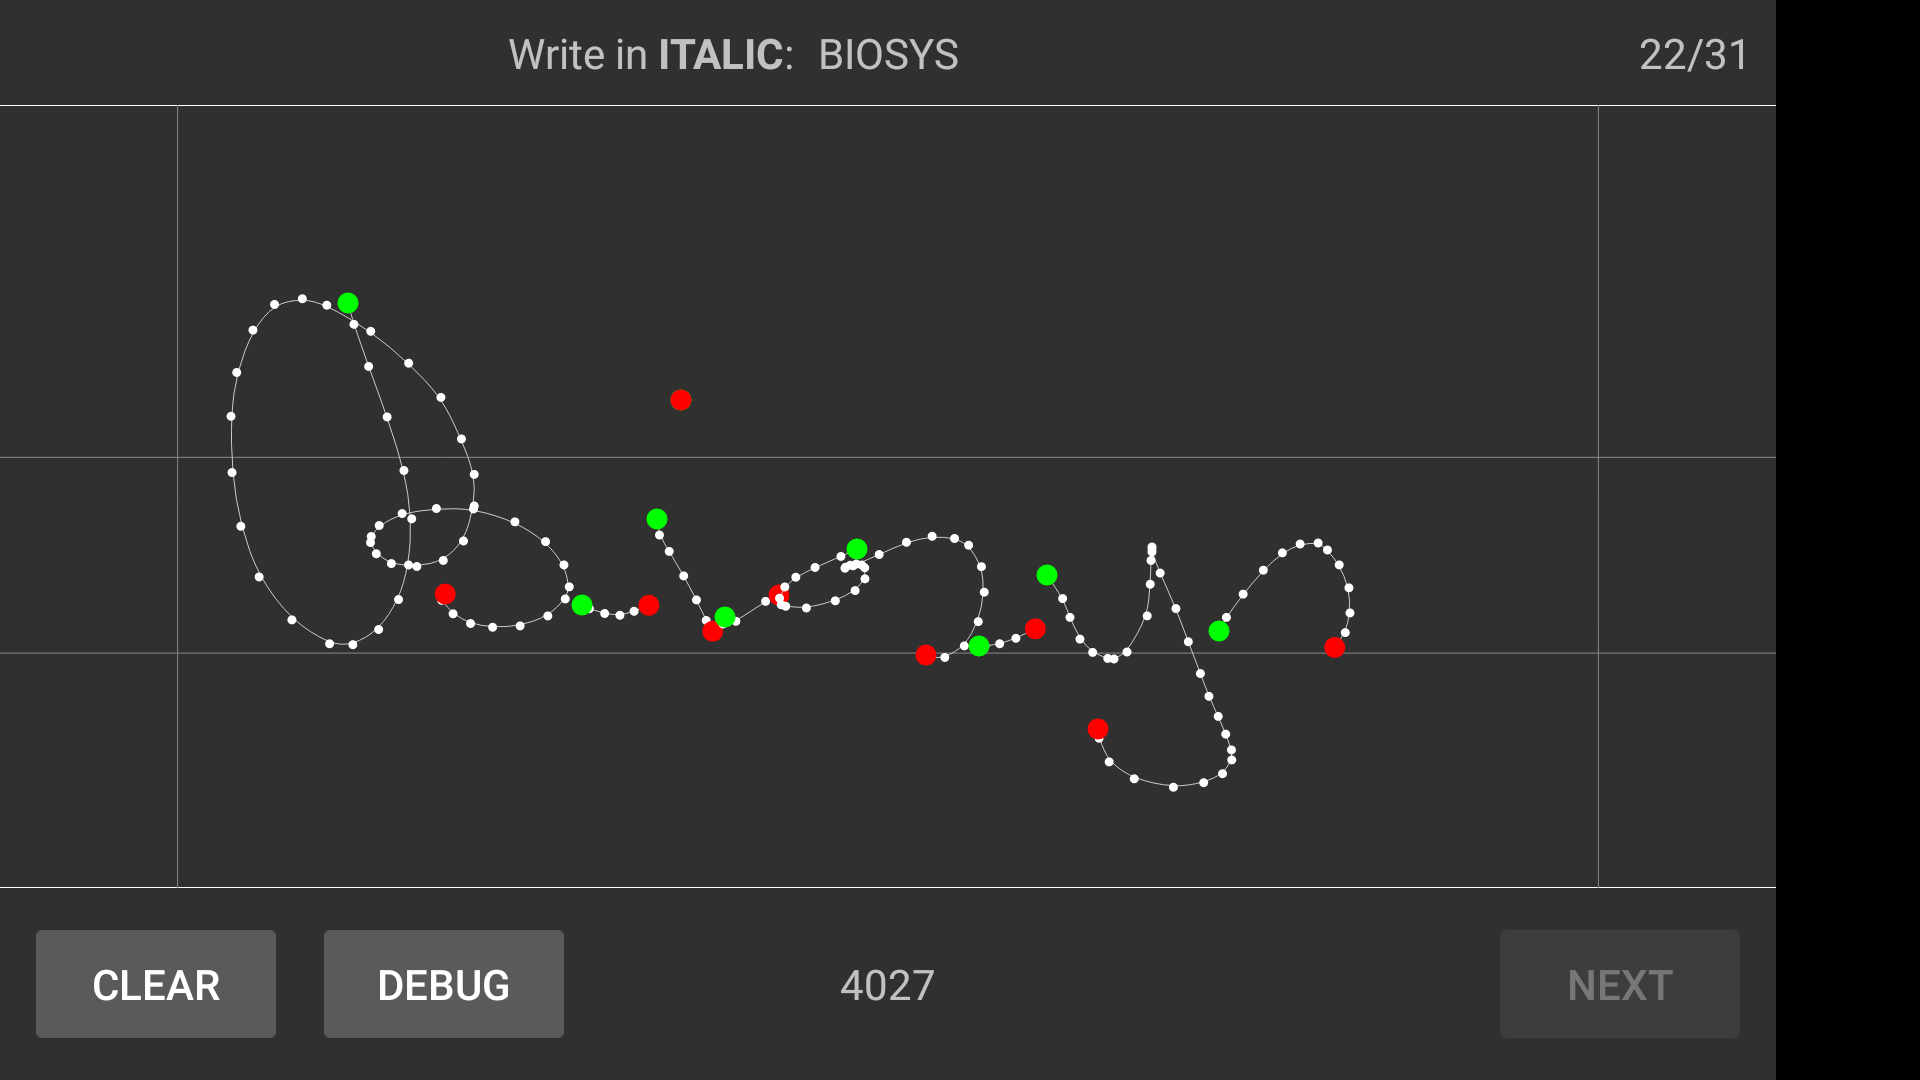 Write in ITALIC: BIOSYS
22/31
Biosys
CLEAR
DEBUG
4027
NEXT